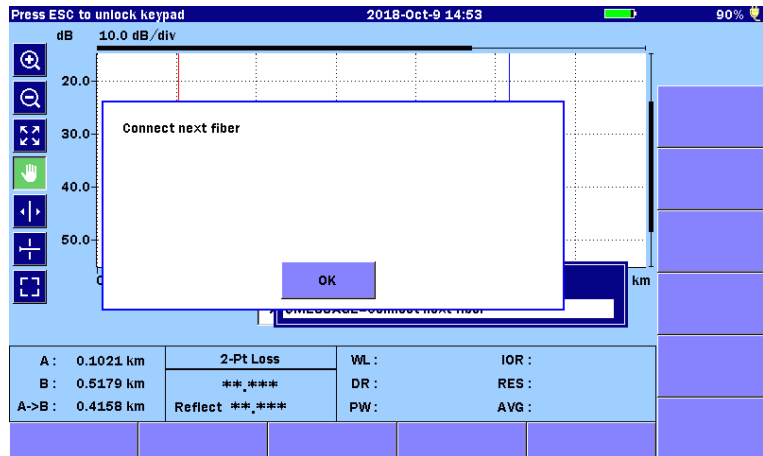 Press ESC to unlock keypad 2018-Oct-9 14:53 90%
dB 10.0 dB/div
20.0
30.0
40.0
50.0
Connect next fiber
OK
km
A: 0.1021 km
B: 0.5179 km
A->B: 0.4158 km
2-Pt Loss
**.***
Reflect **.***
WL:
DR:
PW:
IOR:
RES:
AVG: